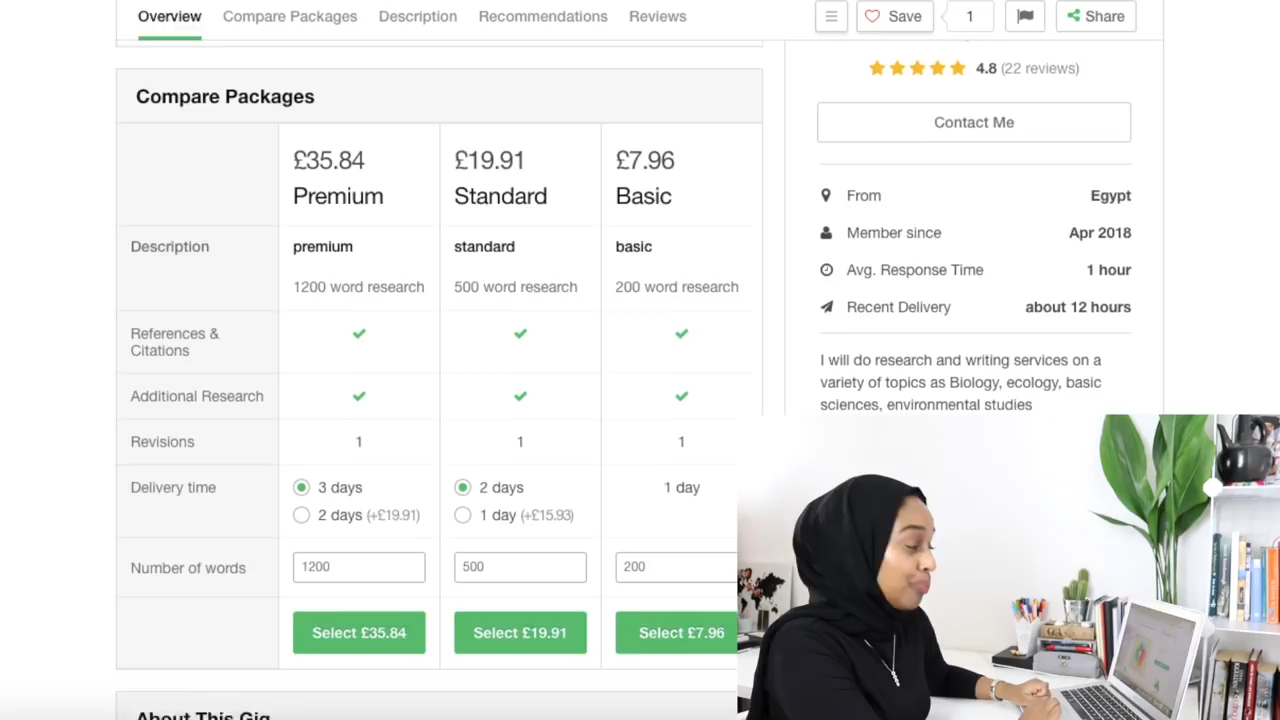 Overview Compare Packages Description Recommendations Reviews
Save 1 Share
Compare Packages
£35.84 £19.91 £7.96
Premium Standard Basic
Description premium standard basic
1200 word research 500 word research 200 word research
References &
Citations
Additional Research
Revisions 1 1 1
Delivery time 3 days 2 days 1 day
2 days (+£19.91) 1 day (+£15.93)
Number of words 1200 500 200
Select £35.84 Select £19.91 Select £7.96
About This Gig
4.8 (22 reviews)
Contact Me
From Egypt
Member since Apr 2018
Avg. Response Time 1 hour
Recent Delivery about 12 hours
I will do research and writing services on a
variety of topics as Biology, ecology, basic
sciences, environmental studies